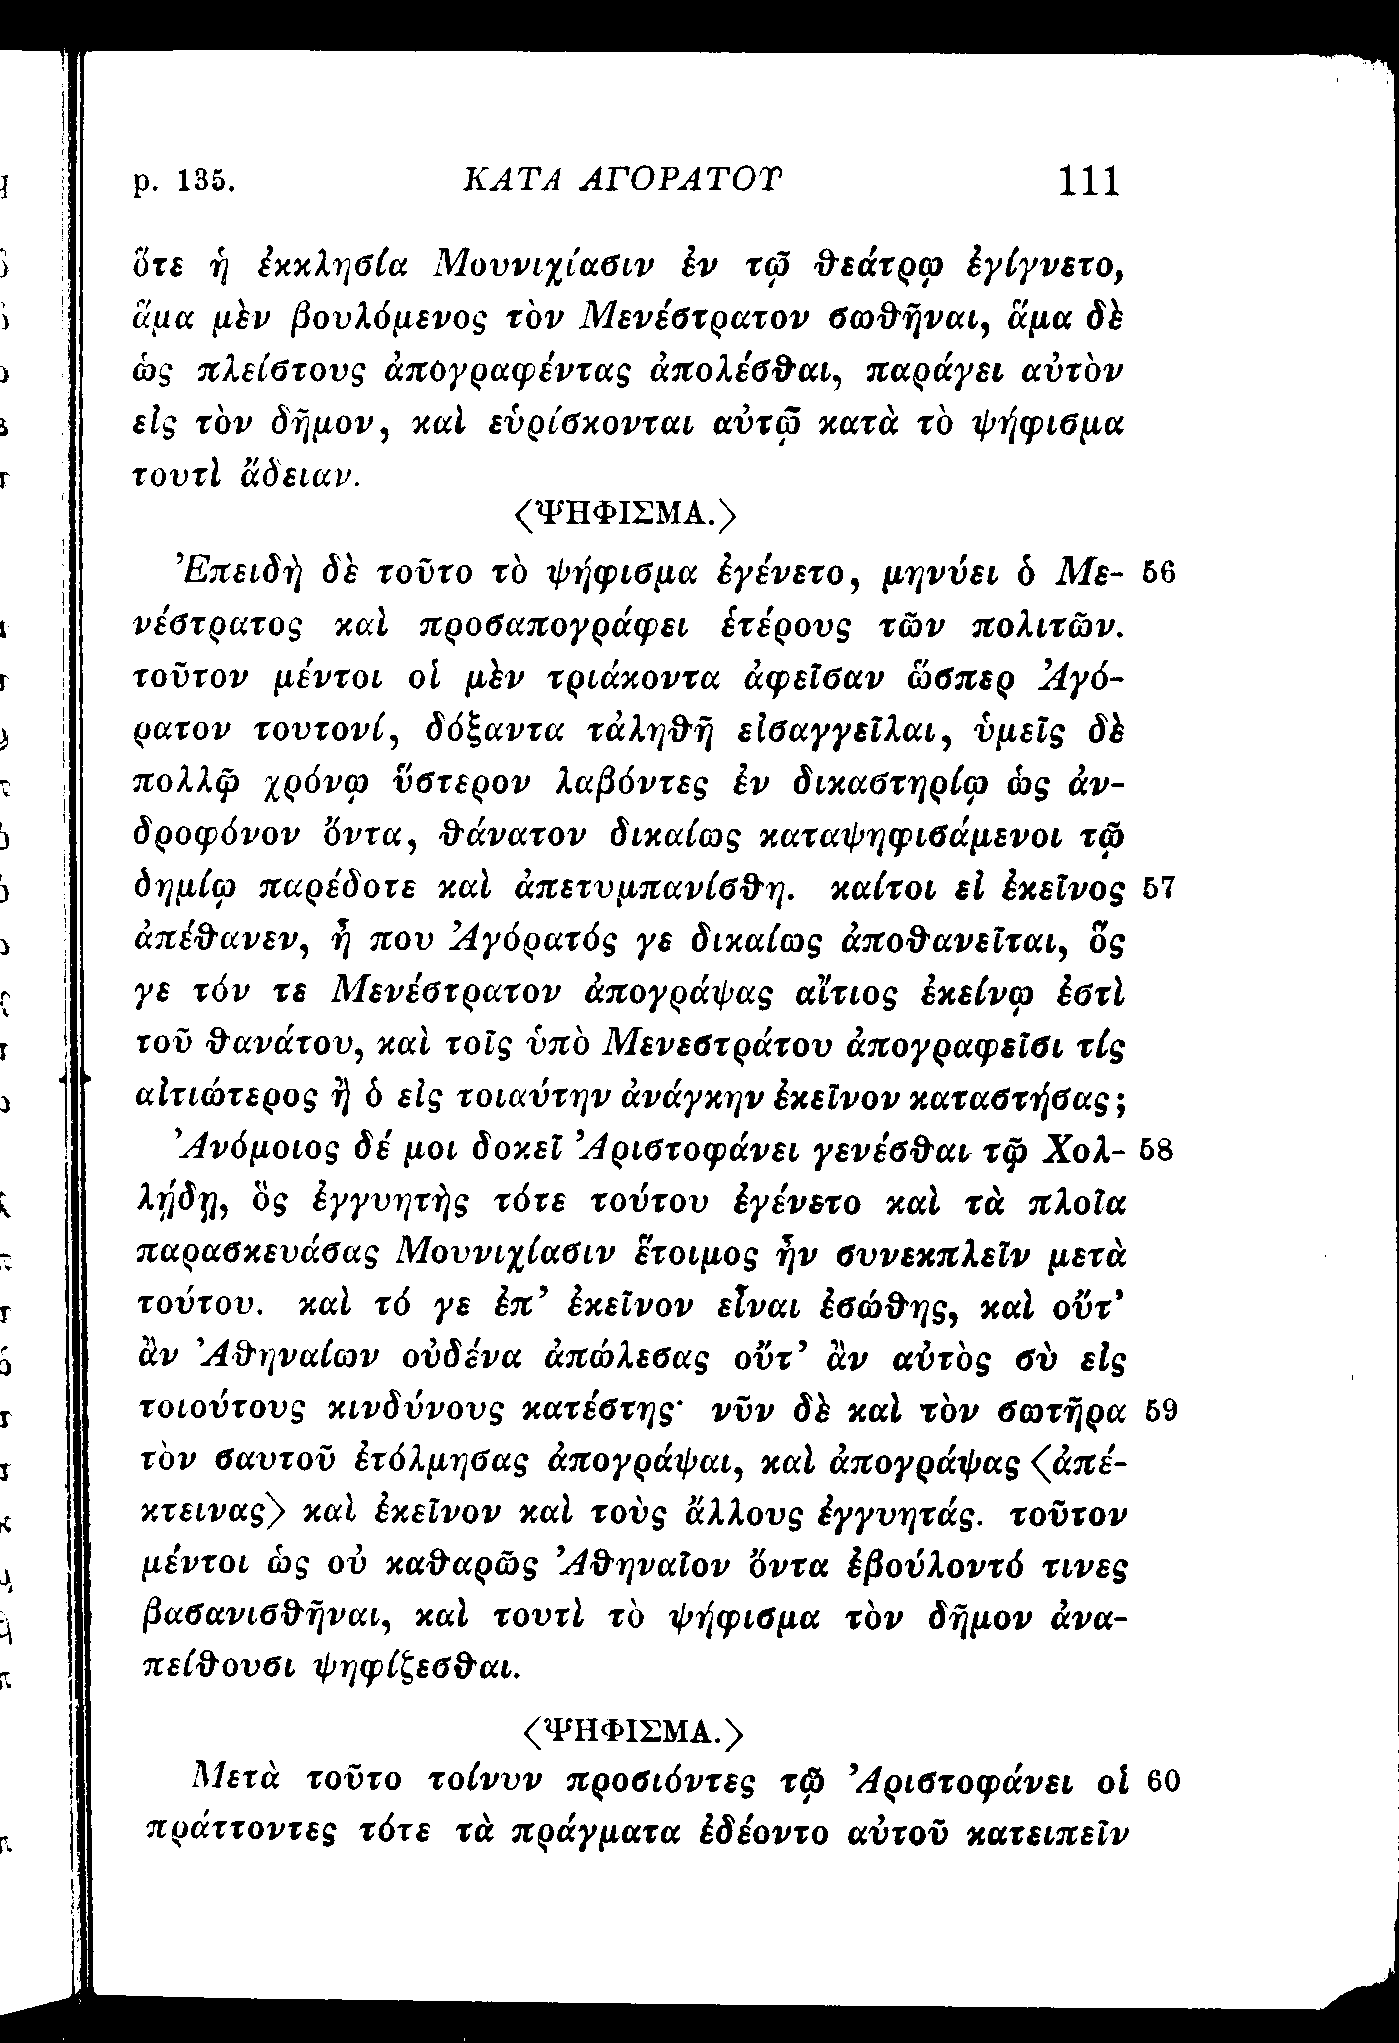 p. 135. ΚΑΤΑ ΑΓΟΡΑΤΟΥ 111
ὅτε ἡ ἐκκλησία Μουνιχίασιν ἐν τῷ θεάτρῳ ἐγίγνετο,
ἅμα μὲν βουλόμενος τὸν Μενέστρατον σωθῆναι, ἅμα δὲ
ὡς πλείστους ἀπογραφέντας ἀπολέσθαι, παράγει αὐτὸν
εἰς τὸν δῆμον, καὶ εὑρίσκονται αὐτῷ κατὰ τὸ ψήφισμα
τουτὶ ἄδειαν.
〈ΨΗΦΙΣΜΑ.〉
Ἐπειδὴ δὲ τοῦτο τὸ ψήφισμα ἐγένετο, μηνύει ὁ Με- 56
νέστρατος καὶ προσαπογράφει ἑτέρους τῶν πολιτῶν.
τοῦτον μέντοι οἱ μὲν τριάκοντα ἀφεῖσαν ὥσπερ Ἀγό-
ρατον τουτονί, δόξαντα τἀληθῆ εἰσαγγεῖλαι, ὑμεῖς δὲ
πολλῷ χρόνῳ ὕστερον λαβόντες ἐν δικαστηρίῳ ὡς ἀν-
δροφόνον ὄντα, θάνατον δικαίως καταψηφισάμενοι τῷ
δημίῳ παρέδοτε καὶ ἀπετυμπανίσθη. καίτοι εἰ ἐκεῖνος 57
ἀπέθανεν, ἦ που Ἀγόρατός γε δικαίως ἀποθανεῖται, ὅς
γε τόν τε Μενέστρατον ἀπογράψας αἴτιος ἐκείνῳ ἐστὶ
τοῦ θανάτου, καὶ τοῖς ὑπὸ Μενεστράτου ἀπογραφεῖσι τίς
αἰτιώτερος ἢ ὁ εἰς τοιαύτην ἀνάγκην ἐκεῖνον καταστήσας;
Ἀνόμοιος δέ μοι δοκεῖ Ἀριστοφάνει γενέσθαι τῷ Χολ- 58
λῄδῃ, ὃς ἐγγυητὴς τότε τούτου ἐγένετο καὶ τὰ πλοῖα
παρασκευάσας Μουνιχίασιν ἕτοιμος ἦν συνεκπλεῖν μετὰ
τούτου. καὶ τό γε ἐπ’ ἐκεῖνον εἶναι ἐσώθης, καὶ οὔτ’
ἂν Ἀθηναίων οὐδένα ἀπώλεσας οὔτ’ ἂν αὐτὸς σὺ εἰς
τοιούτους κινδύνους κατέστης· νῦν δὲ καὶ τὸν σωτῆρα 59
τὸν σαυτοῦ ἐτόλμησας ἀπογράψαι, καὶ ἀπογράψας 〈ἀπέ-
κτεινας〉 καὶ ἐκεῖνον καὶ τοὺς ἄλλους ἐγγυητάς. τοῦτον
μέντοι ὡς οὐ καθαρῶς Ἀθηναῖον ὄντα ἐβούλοντό τινες
βασανισθῆναι, καὶ τουτὶ τὸ ψήφισμα τὸν δῆμον ἀνα-
πείθουσι ψηφίζεσθαι.
〈ΨΗΦΙΣΜΑ.〉
Μετὰ τοῦτο τοίνυν προσιόντες τῷ Ἀριστοφάνει οἱ 60
πράττοντες τότε τὰ πράγματα ἐδέοντο αὐτοῦ κατειπεῖν